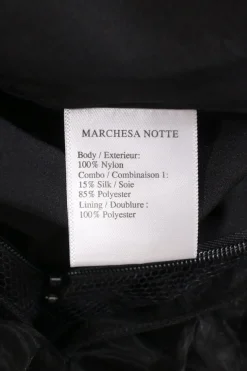 MARCHESA NOTTE
Body / Exterieur:
100% Nylon
Combo / Combinaison 1:
15% Silk / Soie
85% Polyester
Lining / Doublure :
100% Polyester